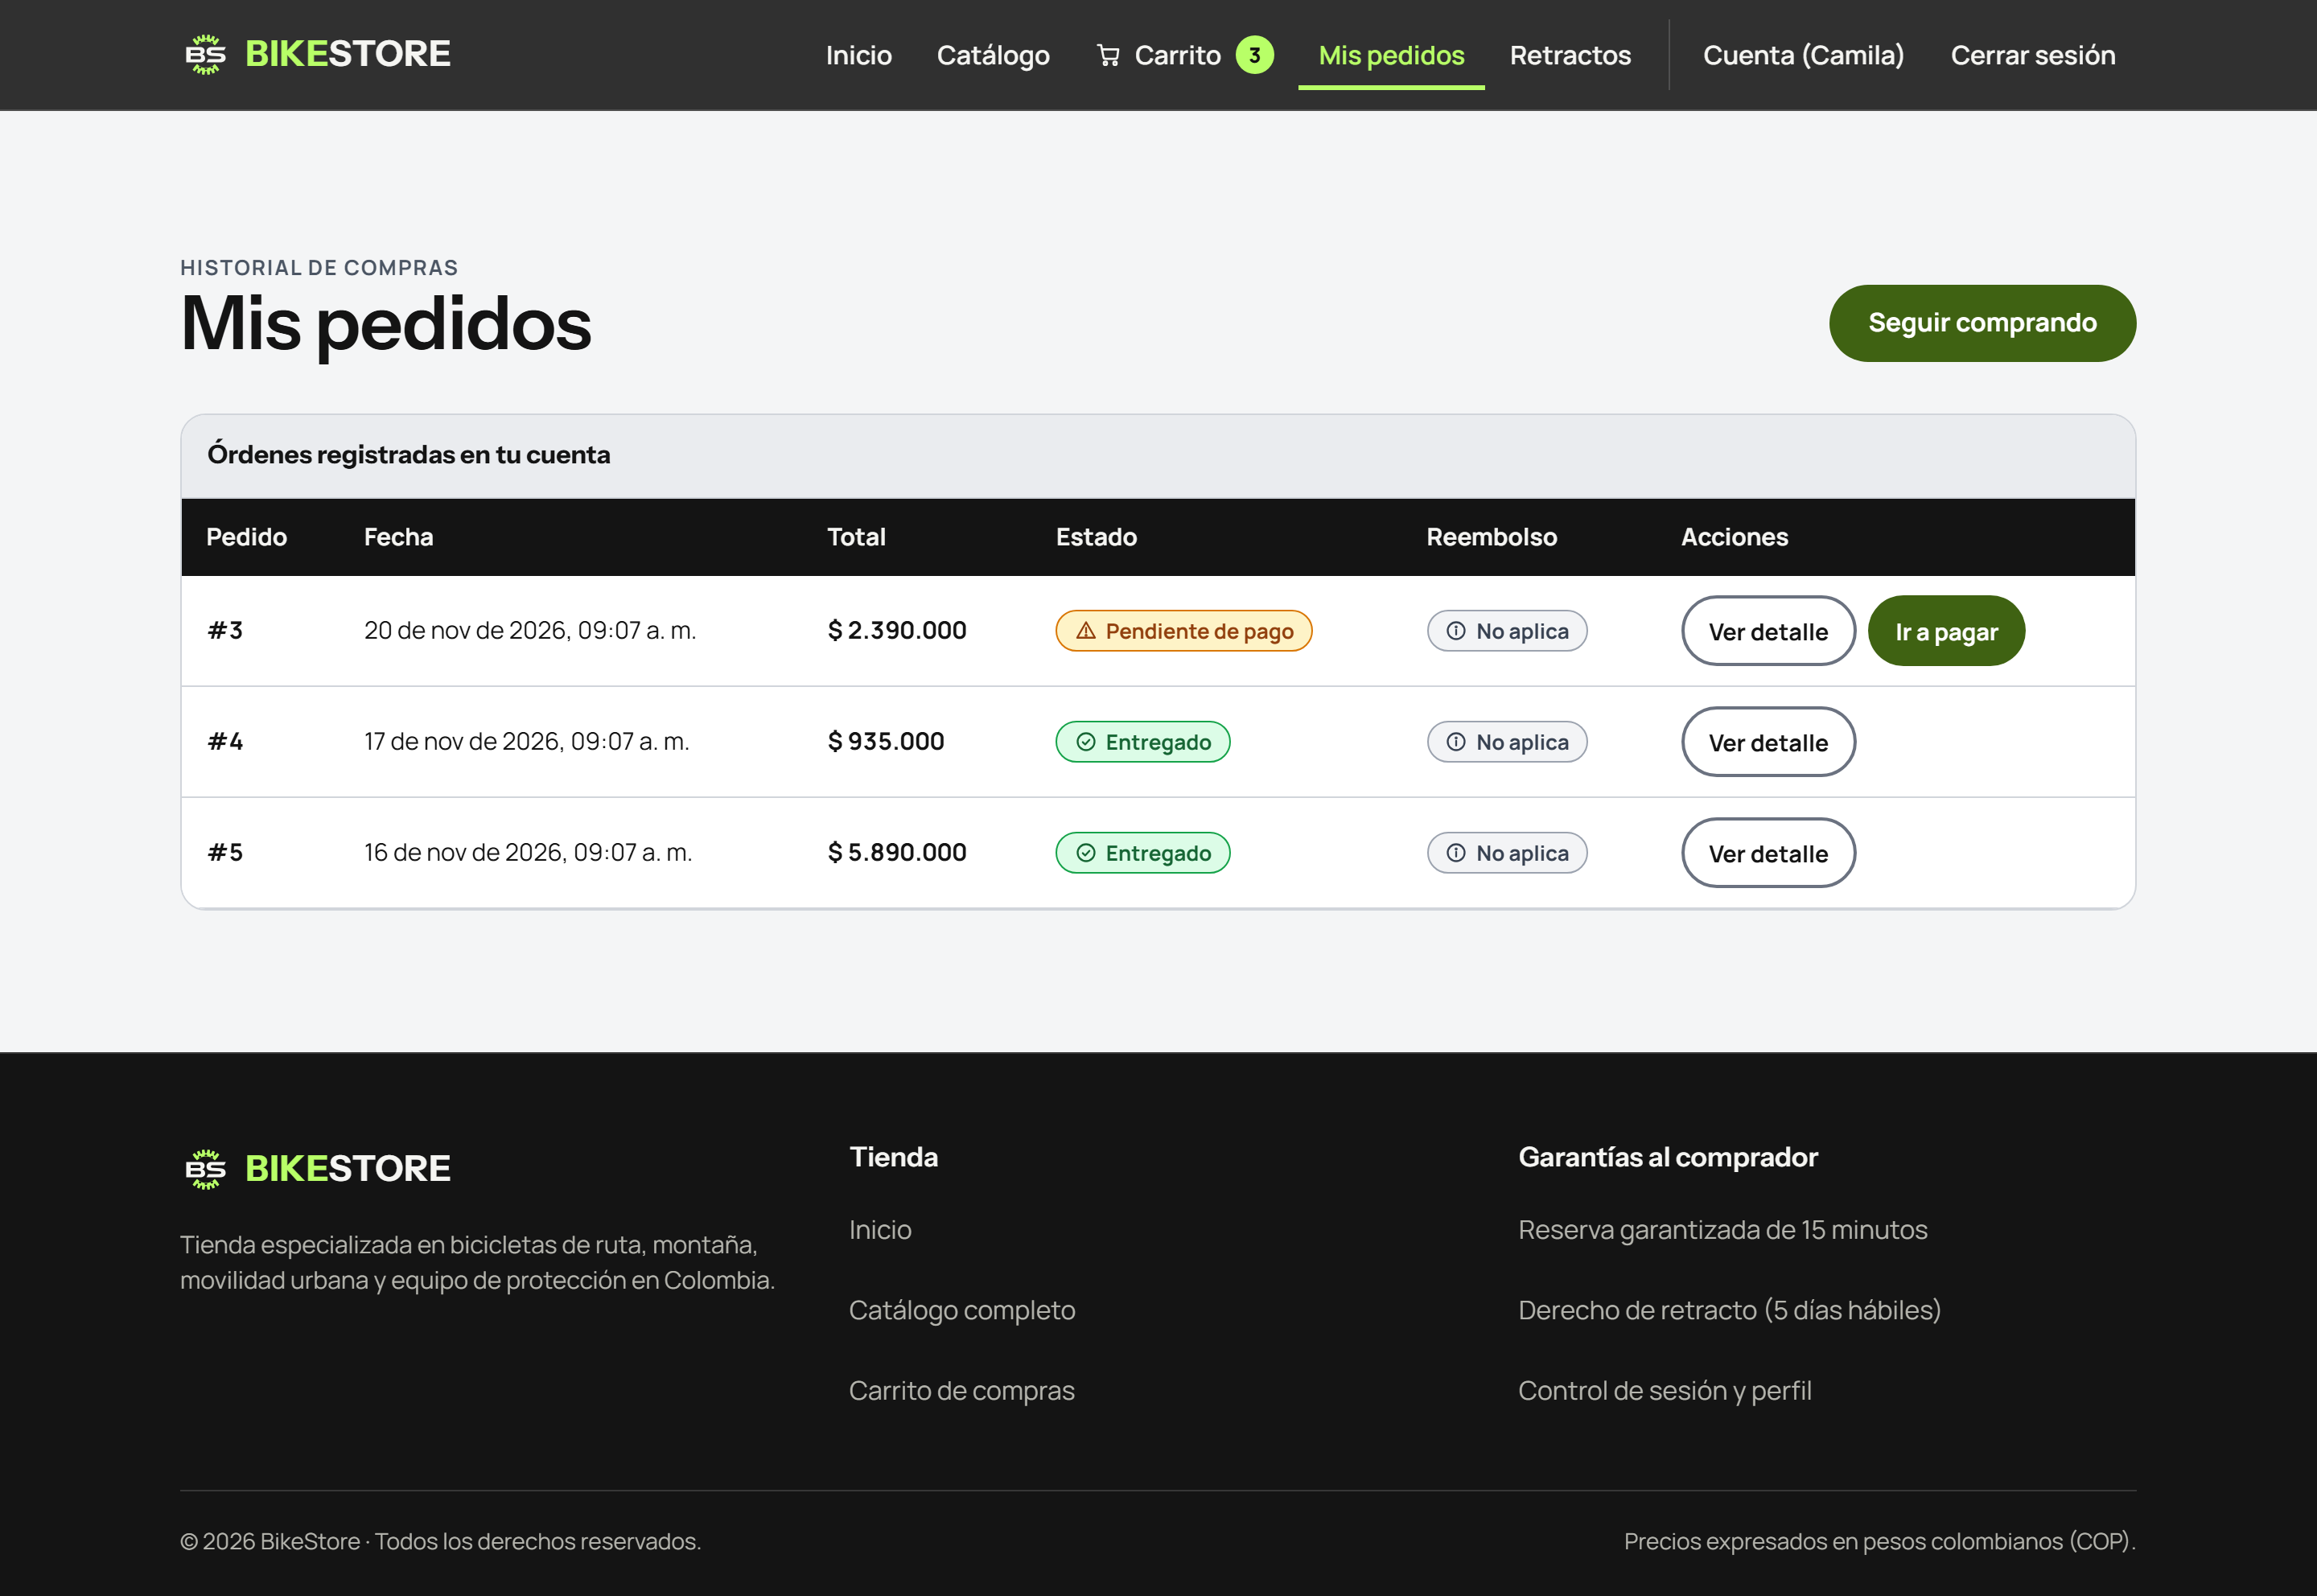 BS BIKESTORE
Inicio Catálogo Carrito 3 Mis pedidos Retractos Cuenta (Camila) Cerrar sesión
HISTORIAL DE COMPRAS
Mis pedidos
Seguir comprando
Órdenes registradas en tu cuenta
Pedido Fecha Total Estado Reembolso Acciones
#3 20 de nov de 2026, 09:07 a. m. $ 2.390.000 Pendiente de pago No aplica Ver detalle Ir a pagar
#4 17 de nov de 2026, 09:07 a. m. $ 935.000 Entregado No aplica Ver detalle
#5 16 de nov de 2026, 09:07 a. m. $ 5.890.000 Entregado No aplica Ver detalle
BS BIKESTORE
Tienda especializada en bicicletas de ruta, montaña,
movilidad urbana y equipo de protección en Colombia.
Tienda
Inicio
Catálogo completo
Carrito de compras
Garantías al comprador
Reserva garantizada de 15 minutos
Derecho de retracto (5 días hábiles)
Control de sesión y perfil
© 2026 BikeStore · Todos los derechos reservados.
Precios expresados en pesos colombianos (COP).